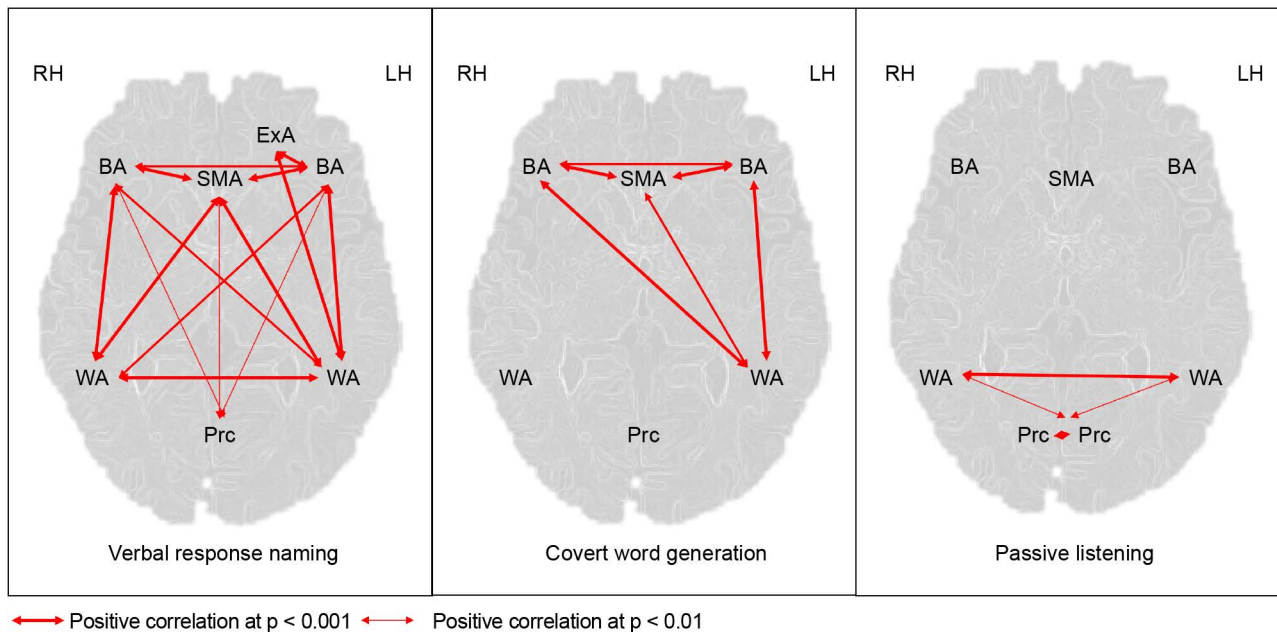 RH LH
ExA
BA SMA BA
WA WA
Prc
Verbal response naming
RH LH
BA SMA BA
WA WA
Prc
Covert word generation
RH LH
BA SMA BA
WA WA
Prc Prc
Passive listening
Positive correlation at p < 0.001 Positive correlation at p < 0.01